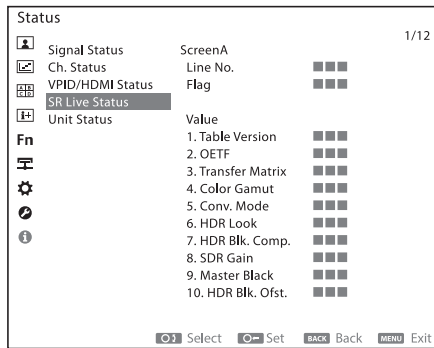 Status
1/12
Signal Status
Ch. Status
VPID/HDMI Status
SR Live Status
Unit Status
Fn
ScreenA
Line No. ■■■
Flag ■■■
Value
1. Table Version ■■■
2. OETF ■■■
3. Transfer Matrix ■■■
4. Color Gamut ■■■
5. Conv. Mode ■■■
6. HDR Look ■■■
7. HDR Blk. Comp. ■■■
8. SDR Gain ■■■
9. Master Black ■■■
10. HDR Blk. Ofst. ■■■
Select Set BACK Back MENU Exit